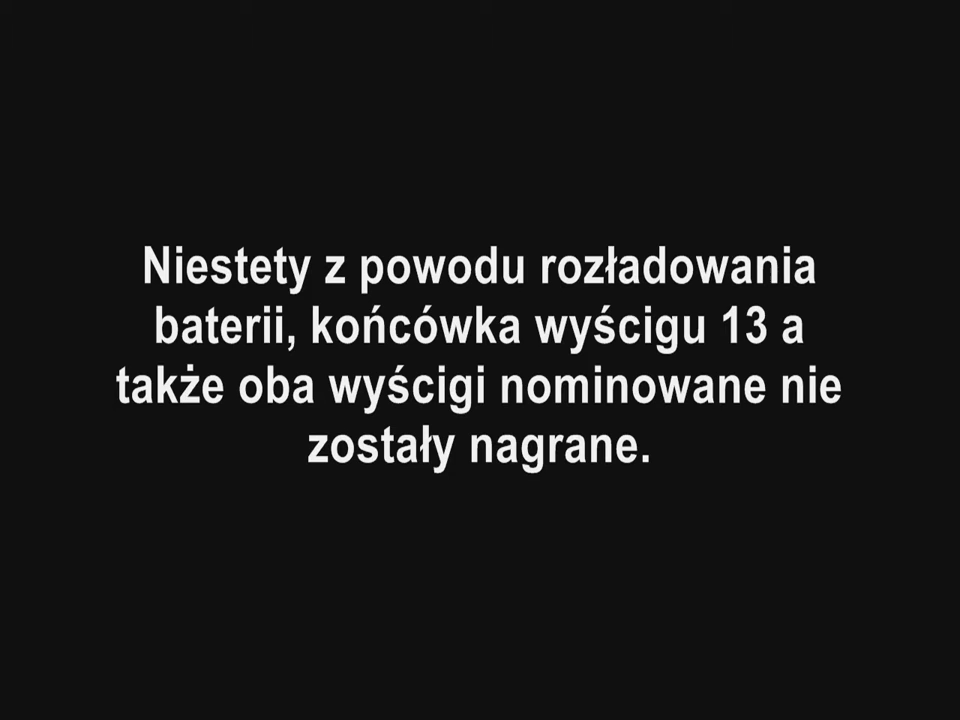 Niestety z powodu rozładowania
baterii, końcówka wyścigu 13 a
także oba wyścigi nominowane nie
zostały nagrane.